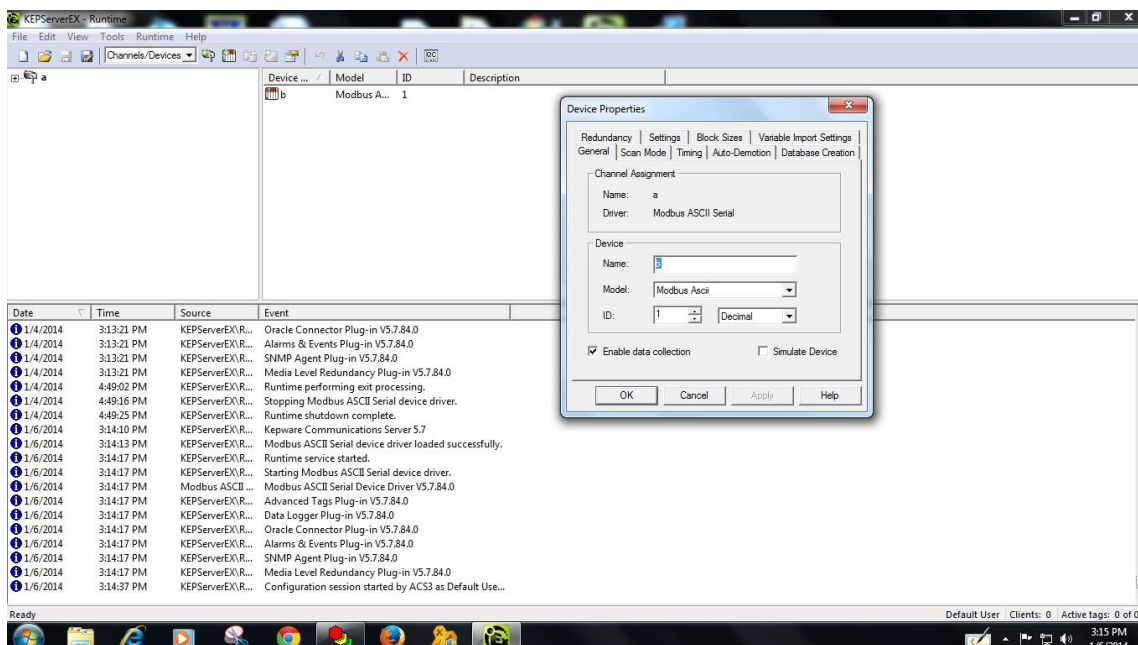 KEPServerEX - Runtime
File Edit View Tools Runtime Help
Channels/Devices
a
Device ... Model ID Description
b Modbus A... 1
Device Properties
Redundancy Settings Block Sizes Variable Import Settings
General Scan Mode Timing Auto-Demotion Database Creation
Channel Assignment
Name: a
Driver: Modbus ASCII Serial
Device
Name: b
Model: Modbus Ascii
ID: 1 Decimal
Enable data collection Simulate Device
OK Cancel Apply Help
Date Time Source Event
1/4/2014 3:13:21 PM KEPServerEX\R... Oracle Connector Plug-in V5.7.84.0
1/4/2014 3:13:21 PM KEPServerEX\R... Alarms & Events Plug-in V5.7.84.0
1/4/2014 3:13:21 PM KEPServerEX\R... SNMP Agent Plug-in V5.7.84.0
1/4/2014 3:13:21 PM KEPServerEX\R... Media Level Redundancy Plug-in V5.7.84.0
1/4/2014 4:49:02 PM KEPServerEX\R... Runtime performing exit processing.
1/4/2014 4:49:16 PM KEPServerEX\R... Stopping Modbus ASCII Serial device driver.
1/4/2014 4:49:25 PM KEPServerEX\R... Runtime shutdown complete.
1/6/2014 3:14:10 PM KEPServerEX\R... Kepware Communications Server 5.7
1/6/2014 3:14:13 PM KEPServerEX\R... Modbus ASCII Serial device driver loaded successfully.
1/6/2014 3:14:17 PM KEPServerEX\R... Runtime service started.
1/6/2014 3:14:17 PM KEPServerEX\R... Starting Modbus ASCII Serial device driver.
1/6/2014 3:14:17 PM Modbus ASCII ... Modbus ASCII Serial Device Driver V5.7.84.0
1/6/2014 3:14:17 PM KEPServerEX\R... Advanced Tags Plug-in V5.7.84.0
1/6/2014 3:14:17 PM KEPServerEX\R... Data Logger Plug-in V5.7.84.0
1/6/2014 3:14:17 PM KEPServerEX\R... Oracle Connector Plug-in V5.7.84.0
1/6/2014 3:14:17 PM KEPServerEX\R... Alarms & Events Plug-in V5.7.84.0
1/6/2014 3:14:17 PM KEPServerEX\R... SNMP Agent Plug-in V5.7.84.0
1/6/2014 3:14:17 PM KEPServerEX\R... Media Level Redundancy Plug-in V5.7.84.0
1/6/2014 3:14:37 PM KEPServerEX\R... Configuration session started by ACS3 as Default Use...
Ready Default User Clients: 0 Active tags: 0 of 0
3:15 PM
1/6/2014